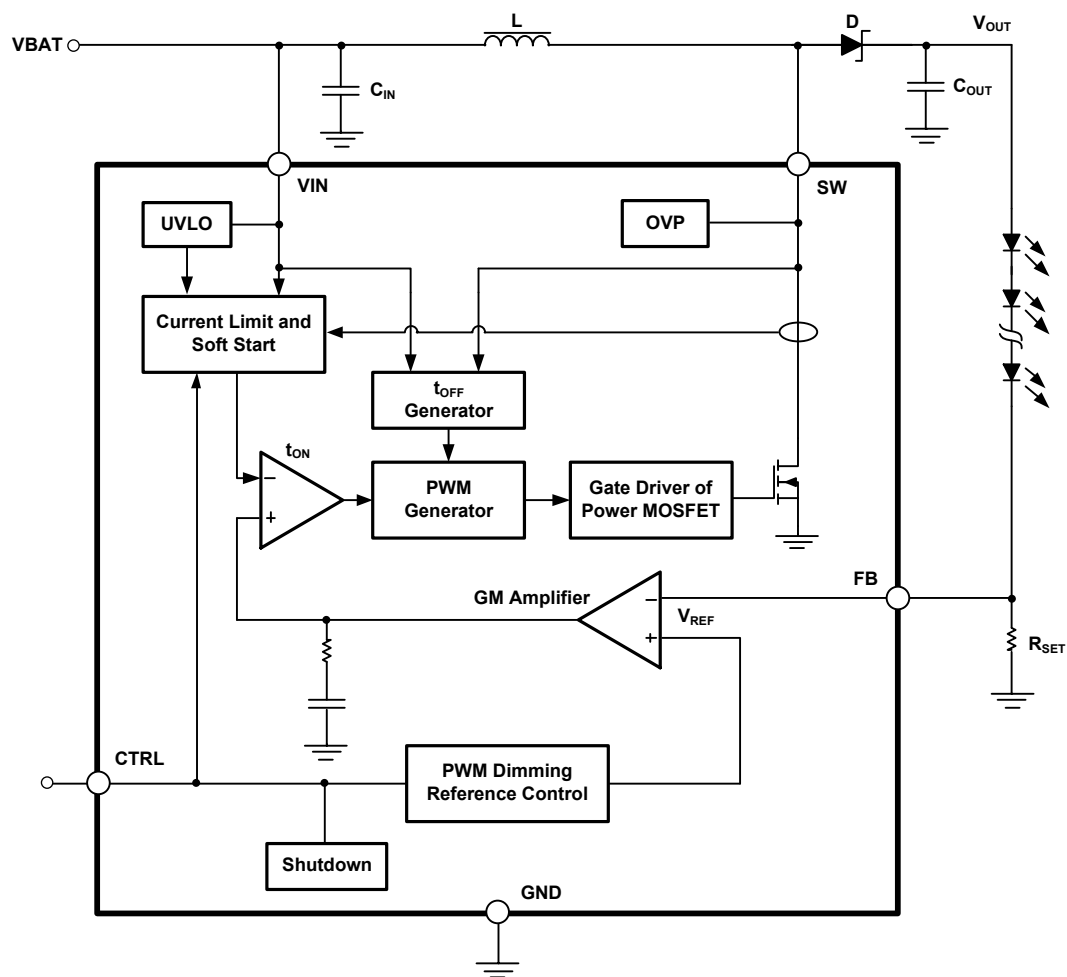 L
D
VOUT
VBAT
CIN
COUT
VIN
SW
UVLO
OVP
Current Limit and
Soft Start
tOFF
Generator
tON
−
+
PWM
Generator
Gate Driver of
Power MOSFET
FB
GM Amplifier
−
VREF
+
RSET
CTRL
PWM Dimming
Reference Control
Shutdown
GND